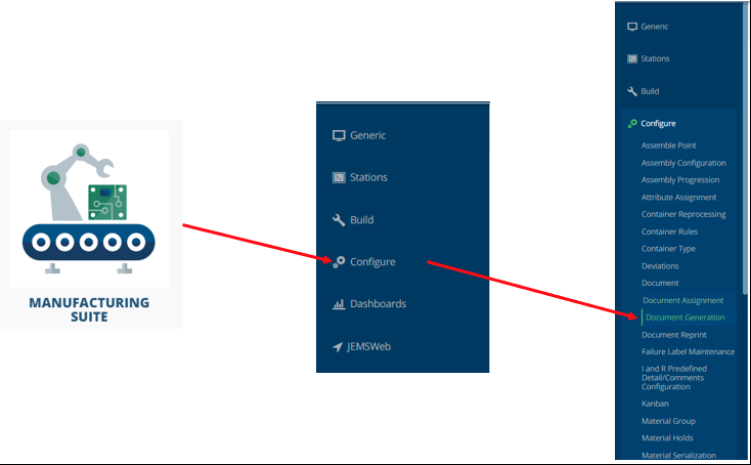 MANUFACTURING
SUITE
Generic
Stations
Build
Configure
Dashboards
JEMSWeb
Generic
Stations
Build
Configure
Assemble Point
Assembly Configuration
Assembly Progression
Attribute Assignment
Container Reprocessing
Container Rules
Container Type
Deviations
Document
Document Assignment
Document Generation
Document Reprint
Failure Label Maintenance
I and R Predefined
Detail/Comments
Configuration
Kanban
Material Group
Material Holds
Material Serialization